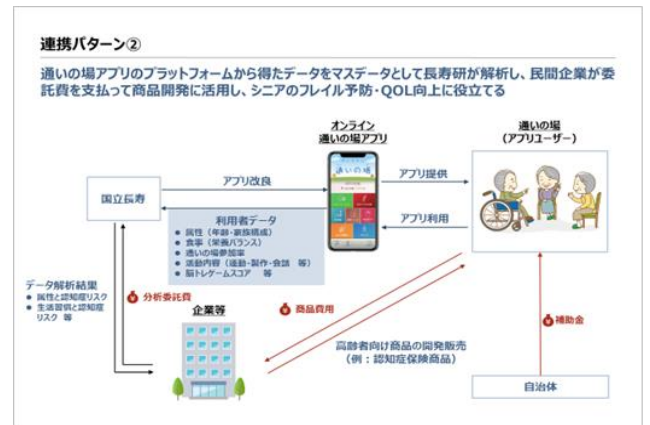 連携パターン②
通いの場アプリのプラットフォームから得たデータをマスデータとして長寿研が解析し、民間企業が委
託費を支払って商品開発に活用し、シニアのフレイル予防・QOL向上に役立てる
オンライン
通いの場アプリ
通いの場
（アプリユーザー）
国立長寿
アプリ改良
通いの場
アプリ提供
アプリ利用
利用者データ
● 属性（年齢・家族構成）
● 食事（栄養バランス）
● 通いの場参加率
● 活動内容（運動・製作・会話　等）
● 脳トレゲームスコア　等
データ解析結果
● 属性と認知症リスク
● 生活習慣と認知症
リスク 等
¥ 分析委託費
企業等
¥ 商品費用
高齢者向け商品の開発販売
（例：認知症保険商品）
¥ 補助金
自治体